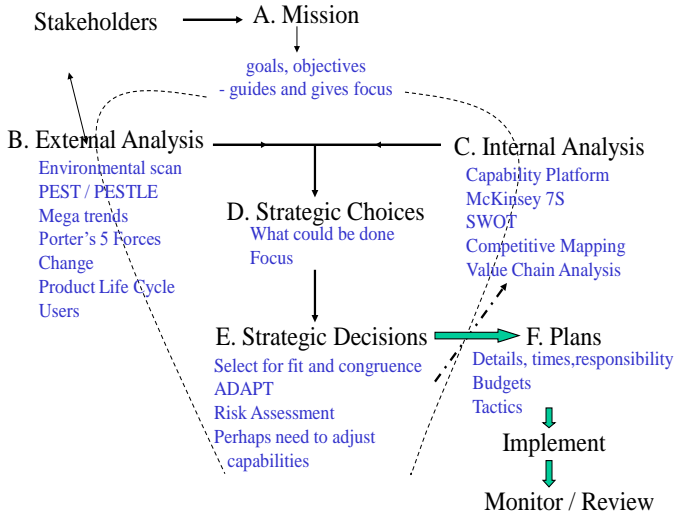 Stakeholders
A. Mission
goals, objectives
- guides and gives focus
B. External Analysis
Environmental scan
PEST / PESTLE
Mega trends
Porter's 5 Forces
Change
Product Life Cycle
Users
C. Internal Analysis
Capability Platform
McKinsey 7S
SWOT
Competitive Mapping
Value Chain Analysis
D. Strategic Choices
What could be done
Focus
E. Strategic Decisions
Select for fit and congruence
ADAPT
Risk Assessment
Perhaps need to adjust
capabilities
F. Plans
Details, times,responsibility
Budgets
Tactics
Implement
Monitor / Review